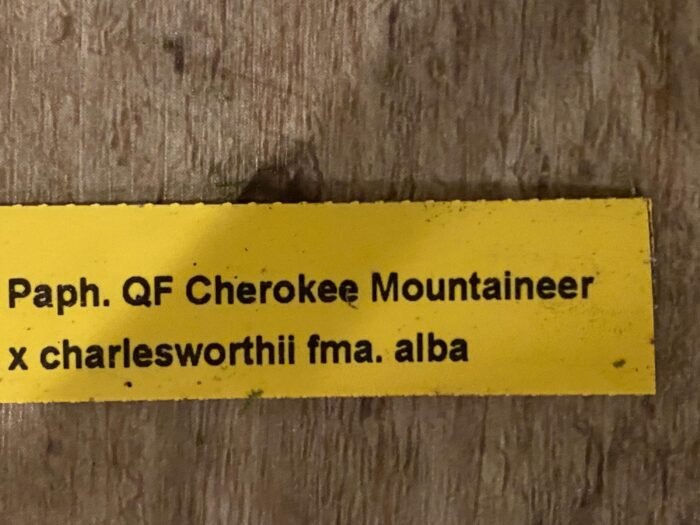 Paph. QF Cherokee Mountaineer
x charlesworthii fma. alba